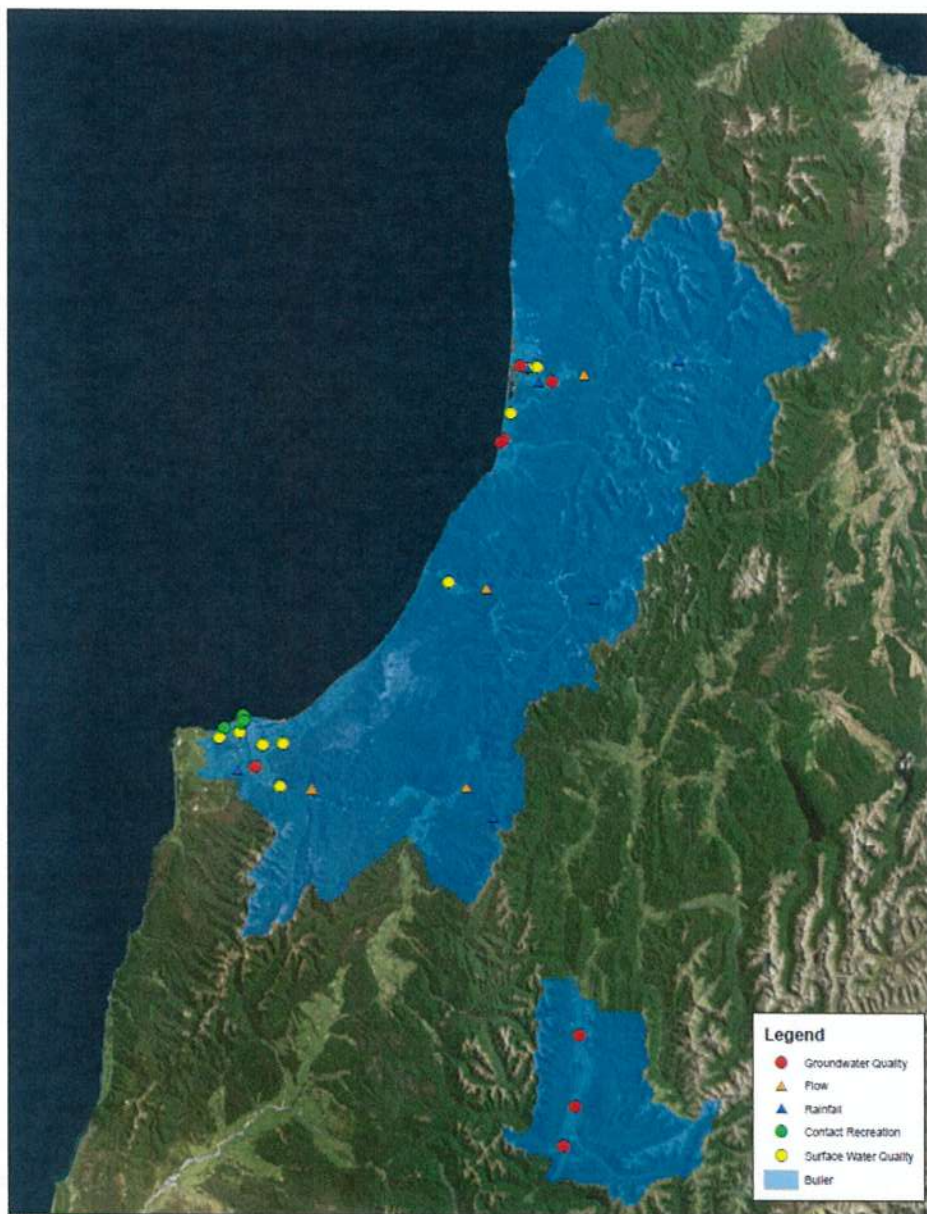 Legend
Groundwater Quality
Flow
Rainfall
Contact Recreation
Surface Water Quality
Buller